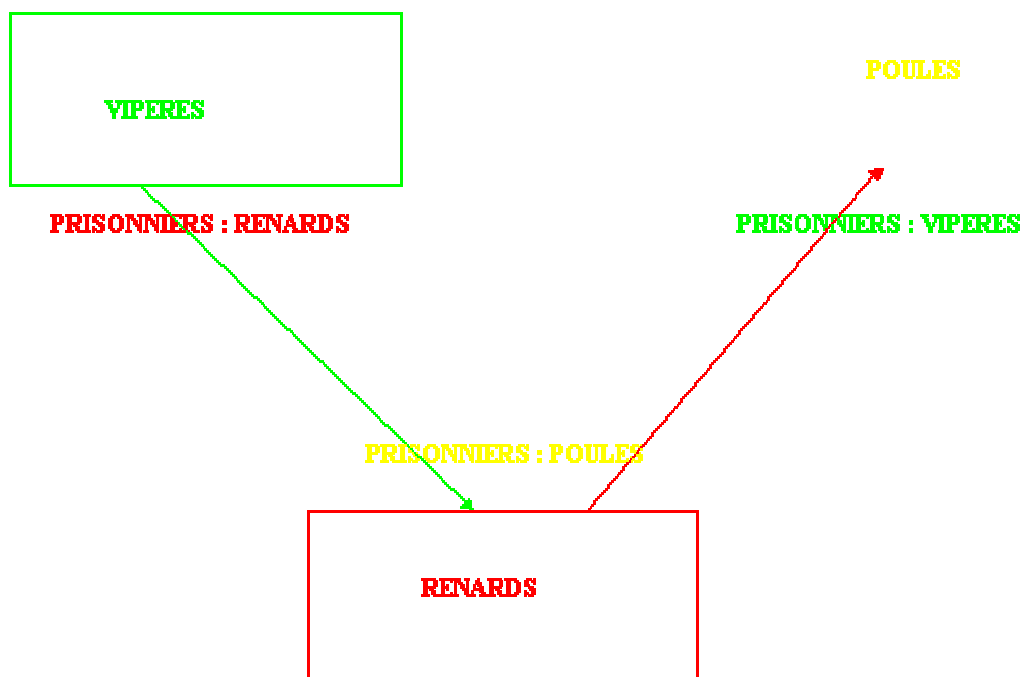 POULES
VIPERES
PRISONNIERS : RENARDS
PRISONNIERS : VIPERES
PRISONNIERS : POULES
RENARDS